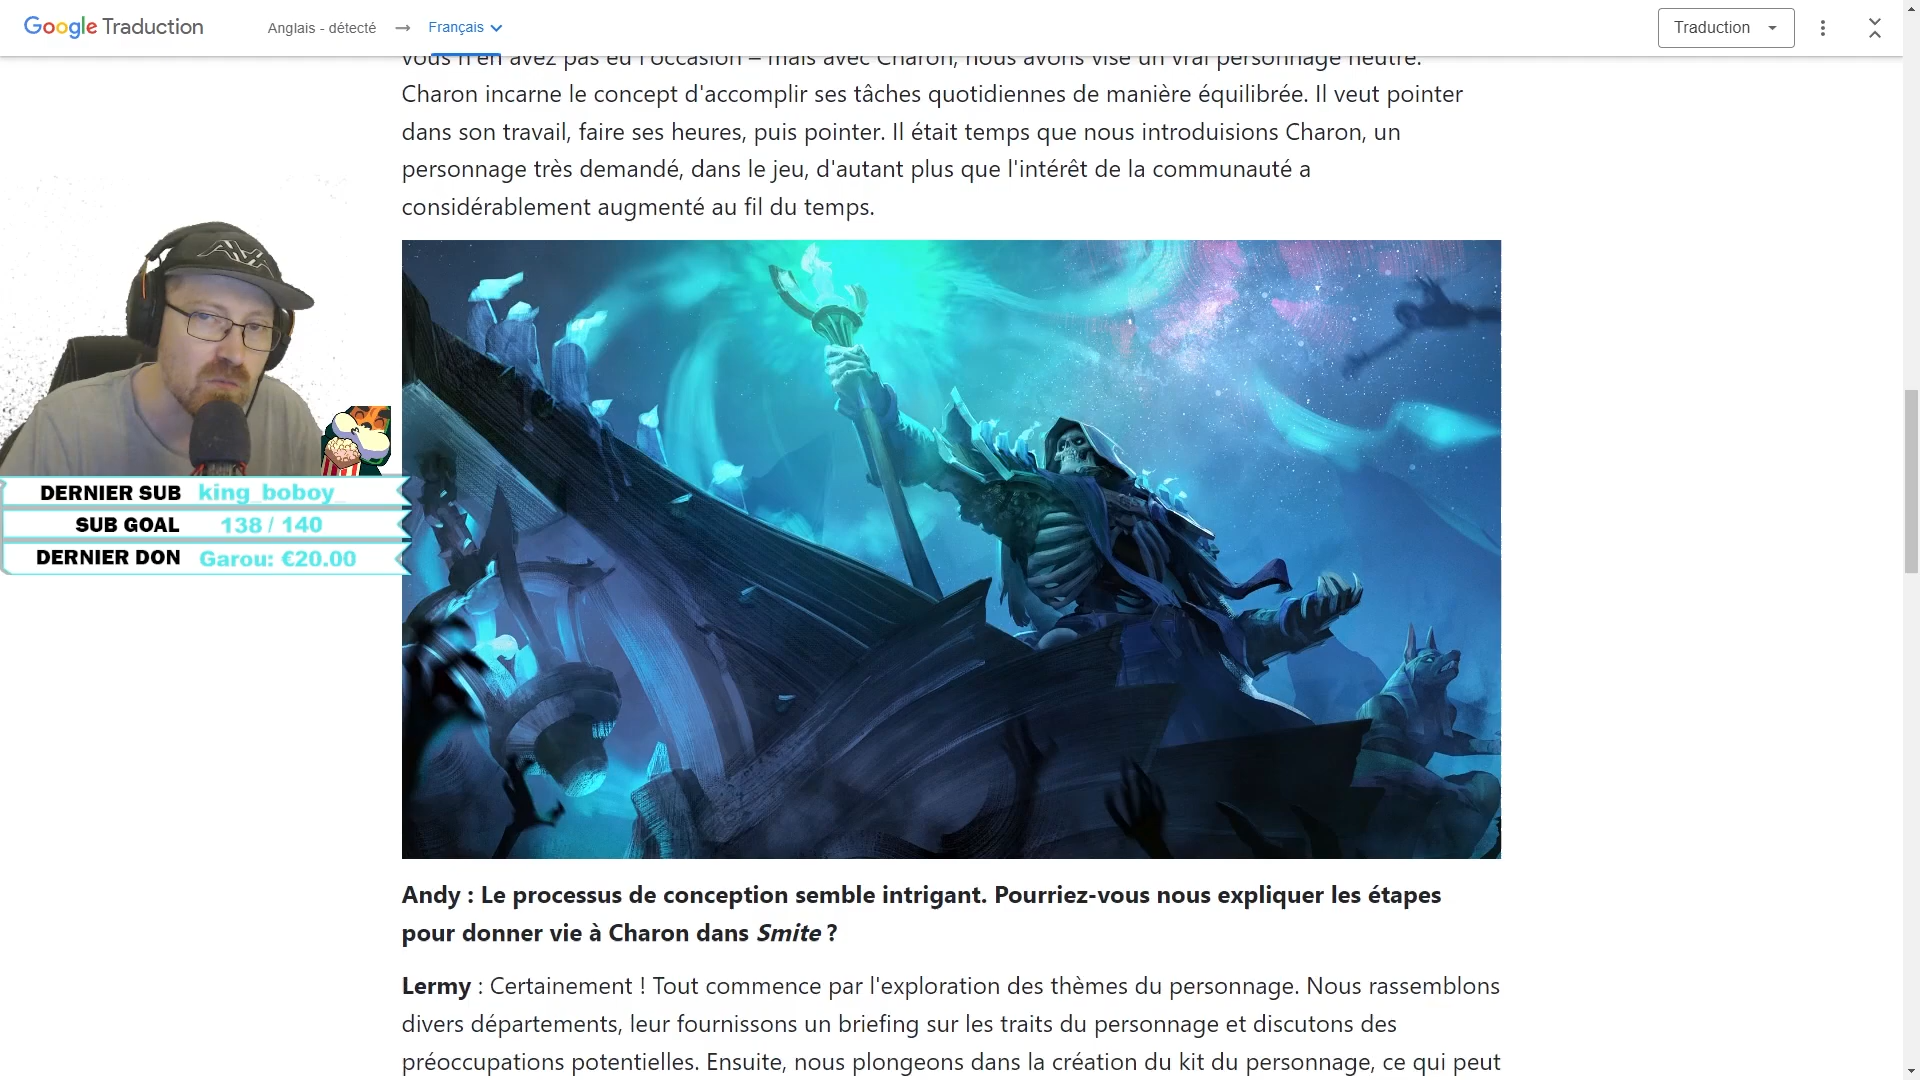 Google Traduction
Anglais - détecté
Français
Traduction
vous n'en avez pas eu l'occasion – mais avec Charon, nous avons visé un vrai personnage neutre.
Charon incarne le concept d'accomplir ses tâches quotidiennes de manière équilibrée. Il veut pointer
dans son travail, faire ses heures, puis pointer. Il était temps que nous introduisions Charon, un
personnage très demandé, dans le jeu, d'autant plus que l'intérêt de la communauté a
considérablement augmenté au fil du temps.
DERNIER SUB king_boboy_
SUB GOAL 138 / 140
DERNIER DON Garou: €20.00
Andy : Le processus de conception semble intrigant. Pourriez-vous nous expliquer les étapes
pour donner vie à Charon dans Smite ?
Lermy : Certainement ! Tout commence par l'exploration des thèmes du personnage. Nous rassemblons
divers départements, leur fournissons un briefing sur les traits du personnage et discutons des
préoccupations potentielles. Ensuite, nous plongeons dans la création du kit du personnage, ce qui peut